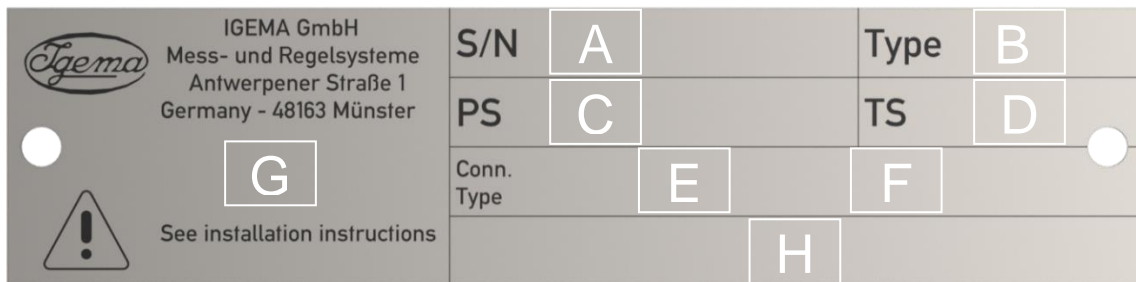 Igema
IGEMA GmbH
Mess- und Regelsysteme
Antwerpener Straße 1
Germany - 48163 Münster
G
See installation instructions
S/N A Type B
PS C TS D
Conn.
Type
E F
H